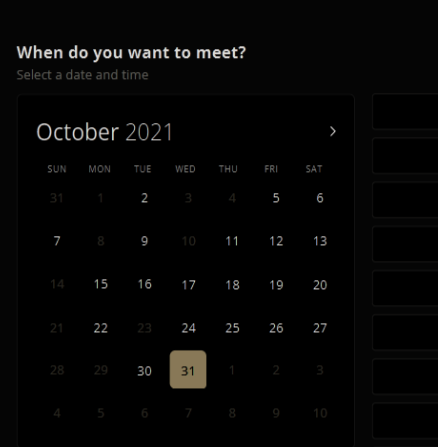 When do you want to meet?
Select a date and time
October 2021
SUN MON TUE WED THU FRI SAT
31 1 2 3 4 5 6
7 8 9 10 11 12 13
14 15 16 17 18 19 20
21 22 23 24 25 26 27
28 29 30 31 1 2 3
4 5 6 7 8 9 10